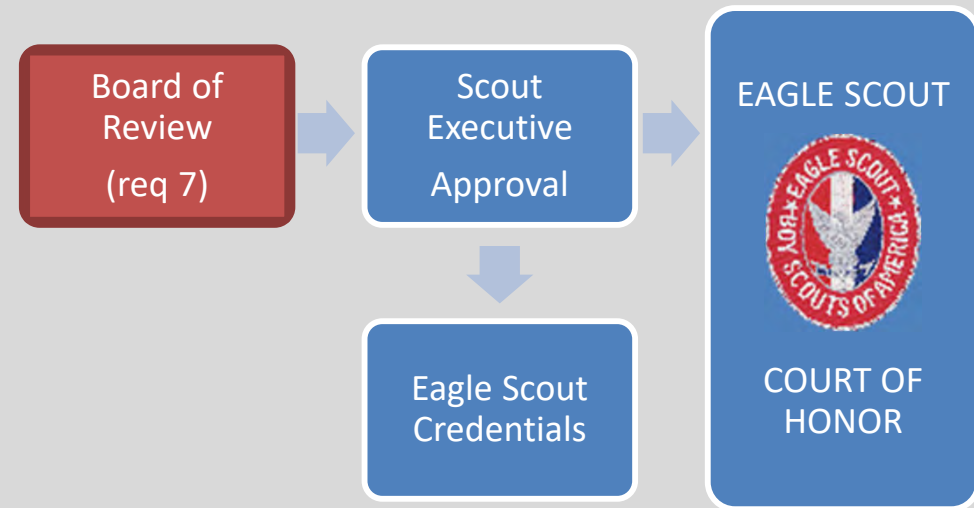 Board of
Review
(req 7)
Scout
Executive
Approval
Eagle Scout
Credentials
EAGLE SCOUT
EAGLE SCOUT
BOY SCOUTS OF AMERICA
COURT OF
HONOR